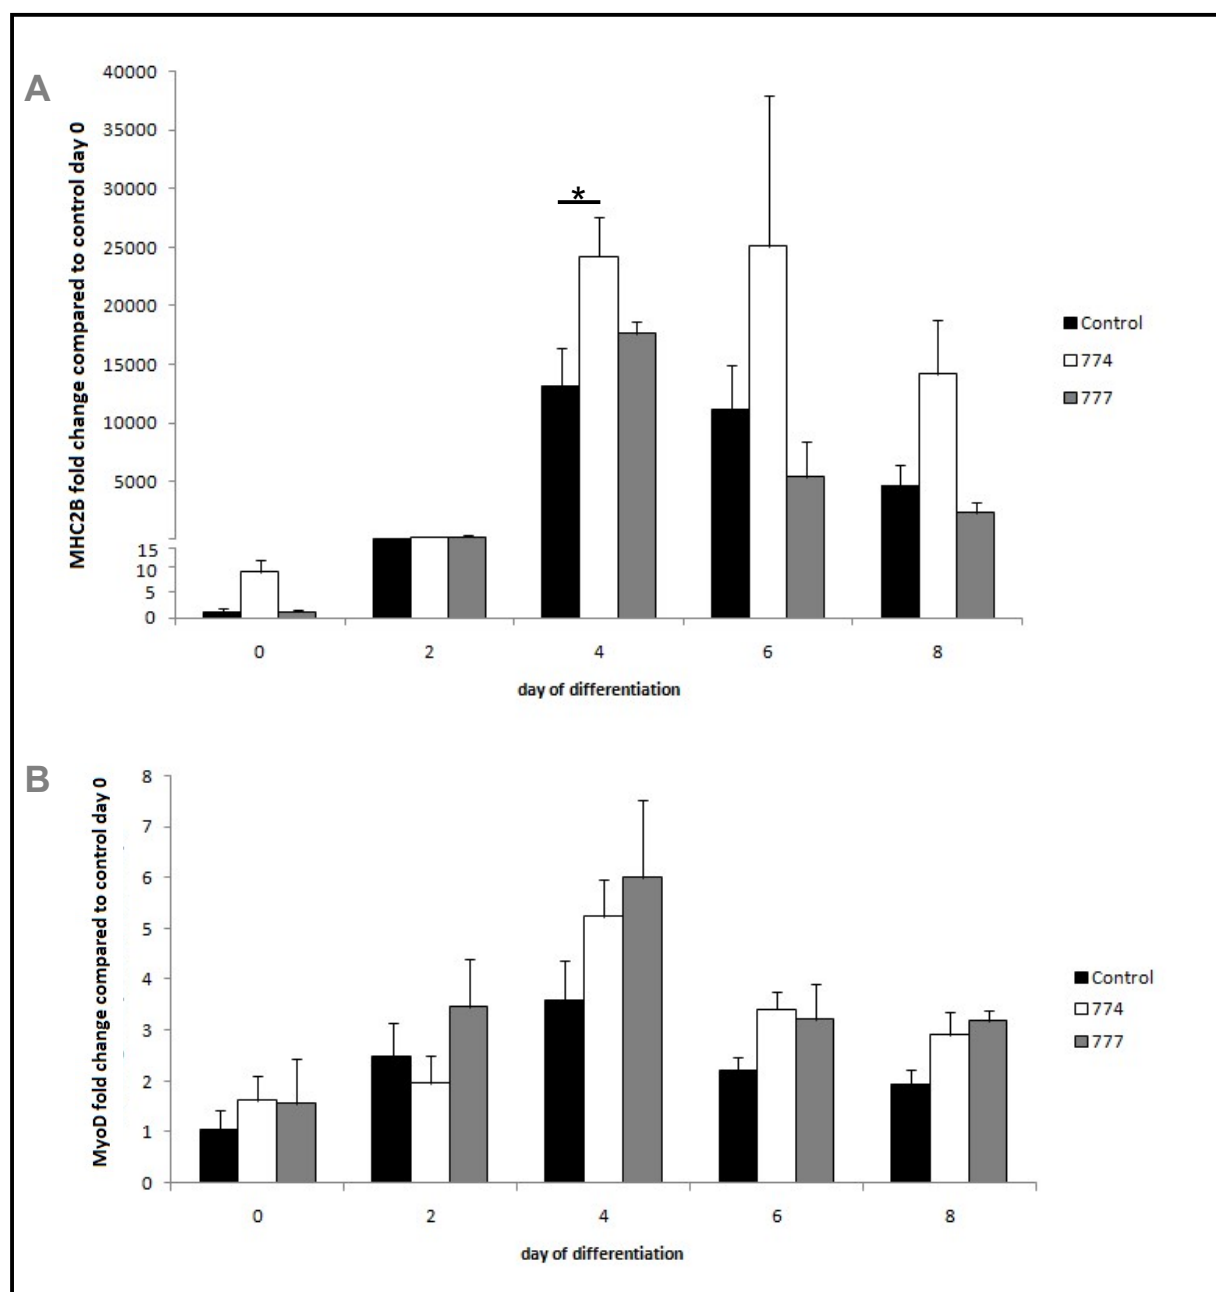 A
MHC2B fold change compared to control day 0
40000
35000
30000
25000
20000
15000
10000
5000
15
10
5
0
*
0 2 4 6 8
day of differentiation
Control
774
777
B
MyoD fold change compared to control day 0
8
7
6
5
4
3
2
1
0
0 2 4 6 8
day of differentiation
Control
774
777